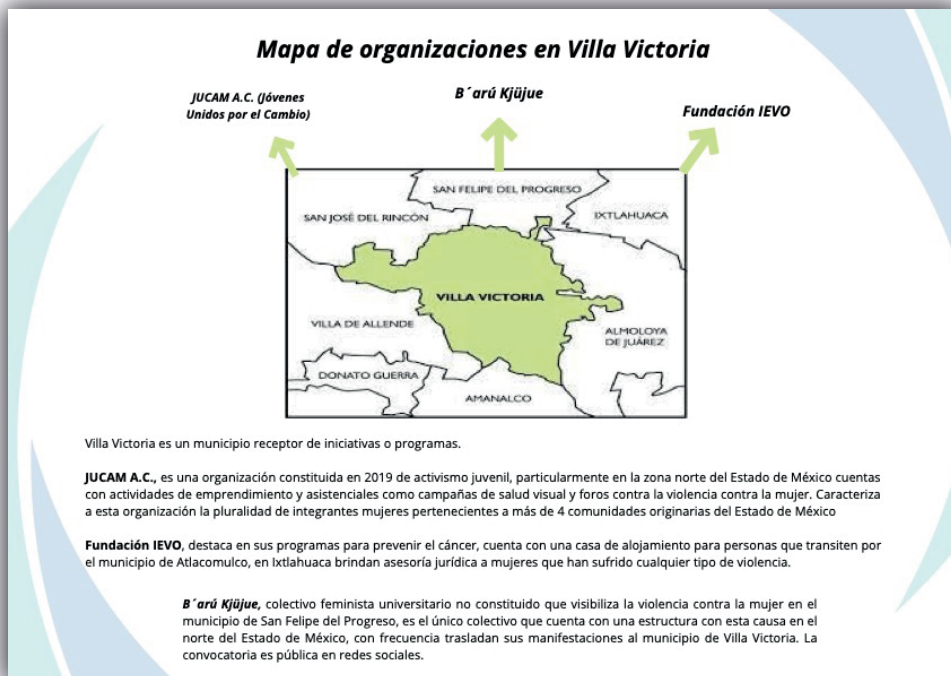 Mapa de organizaciones en Villa Victoria
JUCAM A.C. (Jóvenes
Unidos por el Cambio)
B´arú Kjüjue
Fundación IEVO
SAN FELIPE DEL PROGRESO
SAN JOSÉ DEL RINCÓN
IXTLAHUACA
VILLA VICTORIA
VILLA DE ALLENDE
ALMOLOYA
DE JUÁREZ
DONATO GUERRA
AMANALCO
Villa Victoria es un municipio receptor de iniciativas o programas.
JUCAM A.C., es una organización constituida en 2019 de activismo juvenil, particularmente en la zona norte del Estado de México cuentas
con actividades de emprendimiento y asistenciales como campañas de salud visual y foros contra la violencia contra la mujer. Caracteriza
a esta organización la pluralidad de integrantes mujeres pertenecientes a más de 4 comunidades originarias del Estado de México
Fundación IEVO, destaca en sus programas para prevenir el cáncer, cuenta con una casa de alojamiento para personas que transiten por
el municipio de Atlacomulco, en Ixtlahuaca brindan asesoría jurídica a mujeres que han sufrido cualquier tipo de violencia.
B´arú Kjüjue, colectivo feminista universitario no constituido que visibiliza la violencia contra la mujer en el
municipio de San Felipe del Progreso, es el único colectivo que cuenta con una estructura con esta causa en el
norte del Estado de México, con frecuencia trasladan sus manifestaciones al municipio de Villa Victoria. La
convocatoria es pública en redes sociales.